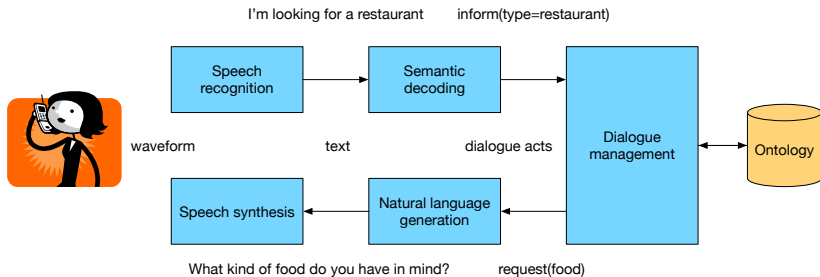 I'm looking for a restaurant inform(type=restaurant)
Speech
recognition
Semantic
decoding
waveform
text
dialogue acts
Dialogue
management
Ontology
Speech synthesis
Natural language
generation
What kind of food do you have in mind? request(food)